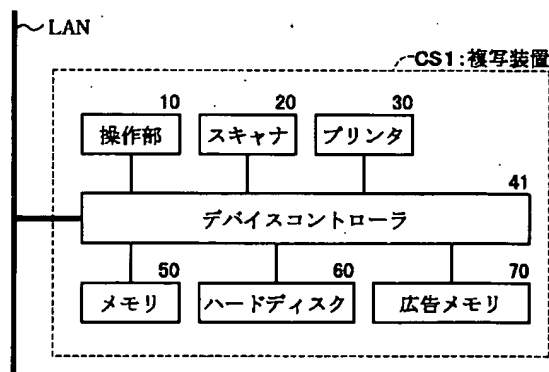 LAN
CS1:複写装置
10
20
30
操作部
スキャナ
プリンタ
41
デバイスコントローラ
50
60
70
メモリ
ハードディスク
広告メモリ